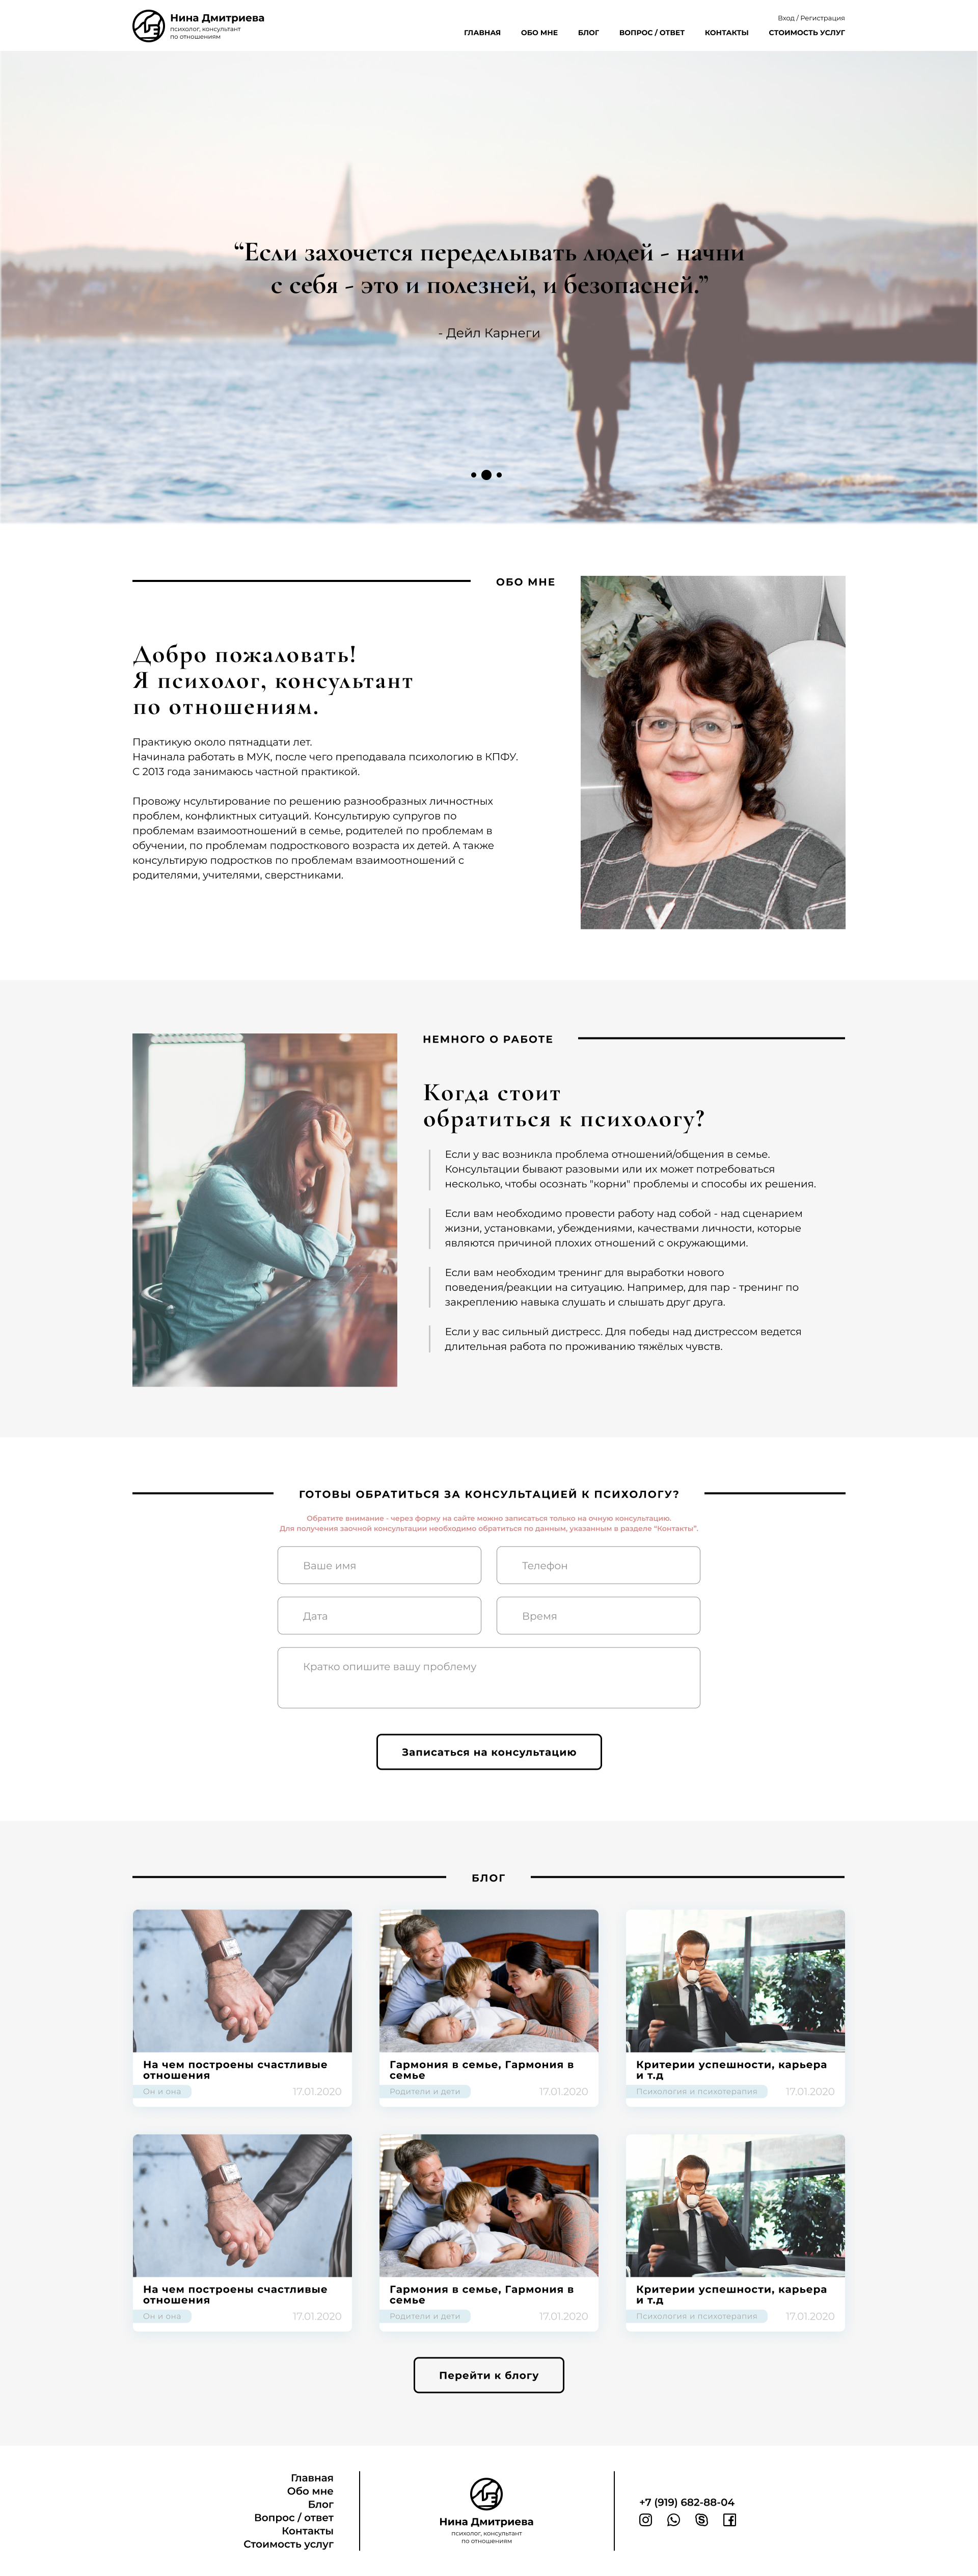 Нина Дмитриева
психолог, консультант
по отношениям
Вход / Регистрация
ГЛАВНАЯ ОБО МНЕ БЛОГ ВОПРОС / ОТВЕТ КОНТАКТЫ СТОИМОСТЬ УСЛУГ
“Если захочется переделывать людей - начни
с себя - это и полезней, и безопасней.”
- Дейл Карнеги
ОБО МНЕ
Добро пожаловать!
Я психолог, консультант
по отношениям.
Практикую около пятнадцати лет.
Начинала работать в МУК, после чего преподавала психологию в КПФУ.
С 2013 года занимаюсь частной практикой.
Провожу нсультирование по решению разнообразных личностных
проблем, конфликтных ситуаций. Консультирую супругов по
проблемам взаимоотношений в семье, родителей по проблемам в
обучении, по проблемам подросткового возраста их детей. А также
консультирую подростков по проблемам взаимоотношений с
родителями, учителями, сверстниками.
НЕМНОГО О РАБОТЕ
Когда стоит
обратиться к психологу?
Если у вас возникла проблема отношений/общения в семье.
Консультации бывают разовыми или их может потребоваться
несколько, чтобы осознать "корни" проблемы и способы их решения.
Если вам необходимо провести работу над собой - над сценарием
жизни, установками, убеждениями, качествами личности, которые
являются причиной плохих отношений с окружающими.
Если вам необходим тренинг для выработки нового
поведения/реакции на ситуацию. Например, для пар - тренинг по
закреплению навыка слушать и слышать друг друга.
Если у вас сильный дистресс. Для победы над дистрессом ведется
длительная работа по проживанию тяжёлых чувств.
ГОТОВЫ ОБРАТИТЬСЯ ЗА КОНСУЛЬТАЦИЕЙ К ПСИХОЛОГУ?
Обратите внимание - через форму на сайте можно записаться только на очную консультацию.
Для получения заочной консультации необходимо обратиться по данным, указанным в разделе “Контакты”.
Ваше имя
Телефон
Дата
Время
Кратко опишите вашу проблему
Записаться на консультацию
БЛОГ
На чем построены счастливые
отношения
Он и она 17.01.2020
Гармония в семье, Гармония в
семье
Родители и дети 17.01.2020
Критерии успешности, карьера
и т.д
Психология и психотерапия 17.01.2020
На чем построены счастливые
отношения
Он и она 17.01.2020
Гармония в семье, Гармония в
семье
Родители и дети 17.01.2020
Критерии успешности, карьера
и т.д
Психология и психотерапия 17.01.2020
Перейти к блогу
Главная
Обо мне
Блог
Вопрос / ответ
Контакты
Стоимость услуг
Нина Дмитриева
психолог, консультант
по отношениям
+7 (919) 682-88-04